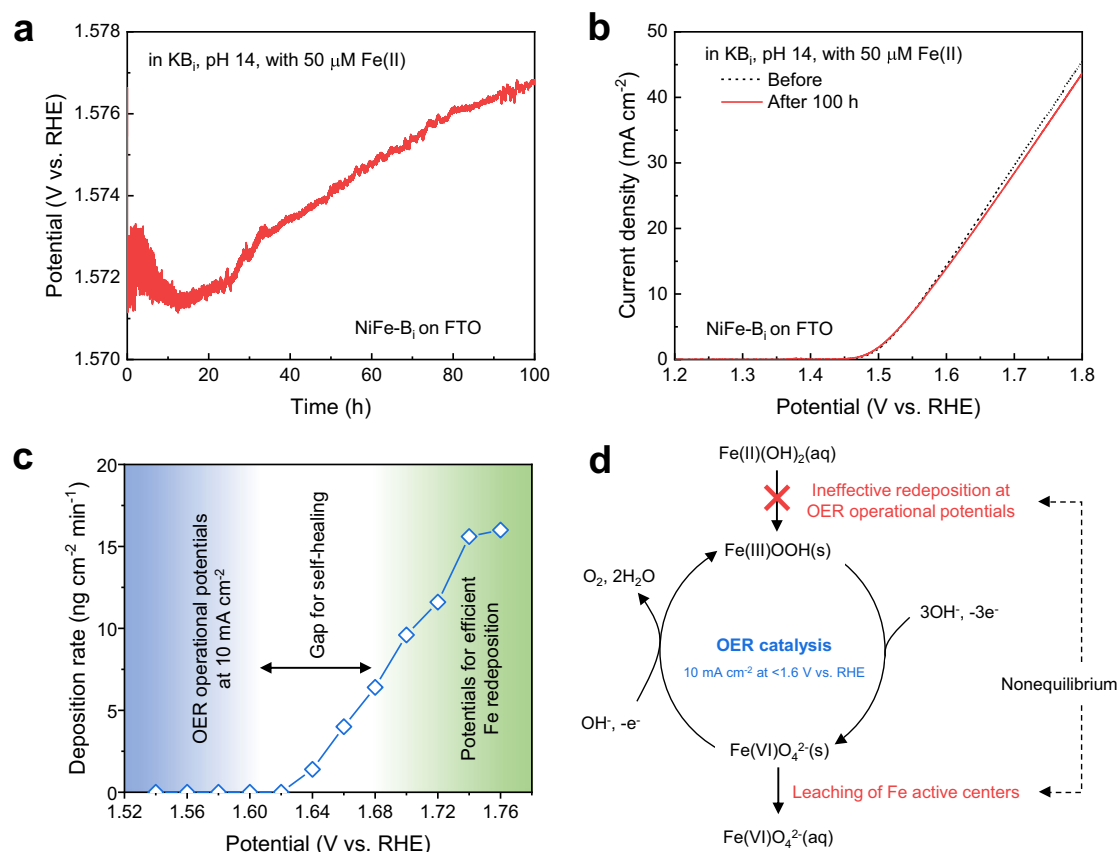 a
in KBi, pH 14, with 50 μM Fe(II)
1.578
1.576
1.574
1.572
1.570
Potential (V vs. RHE)
NiFe-Bi on FTO
0 20 40 60 80 100
Time (h)
b
in KBi, pH 14, with 50 μM Fe(II)
Before
After 100 h
50
40
30
20
10
0
Current density (mA cm-2)
NiFe-Bi on FTO
1.2 1.3 1.4 1.5 1.6 1.7 1.8
Potential (V vs. RHE)
c
20
15
10
5
0
Deposition rate (ng cm-2 min-1)
OER operational potentials
at 10 mA cm-2
Gap for self-healing
Potentials for efficient
Fe redeposition
1.52 1.56 1.60 1.64 1.68 1.72 1.76
Potential (V vs. RHE)
d
Fe(II)(OH)2(aq)
Ineffective redeposition at
OER operational potentials
Fe(III)OOH(s)
O2, 2H2O
3OH-, -3e-
OER catalysis
10 mA cm-2 at <1.6 V vs. RHE
Nonequilibrium
OH-, -e-
Fe(VI)O42-(s)
Leaching of Fe active centers
Fe(VI)O42-(aq)